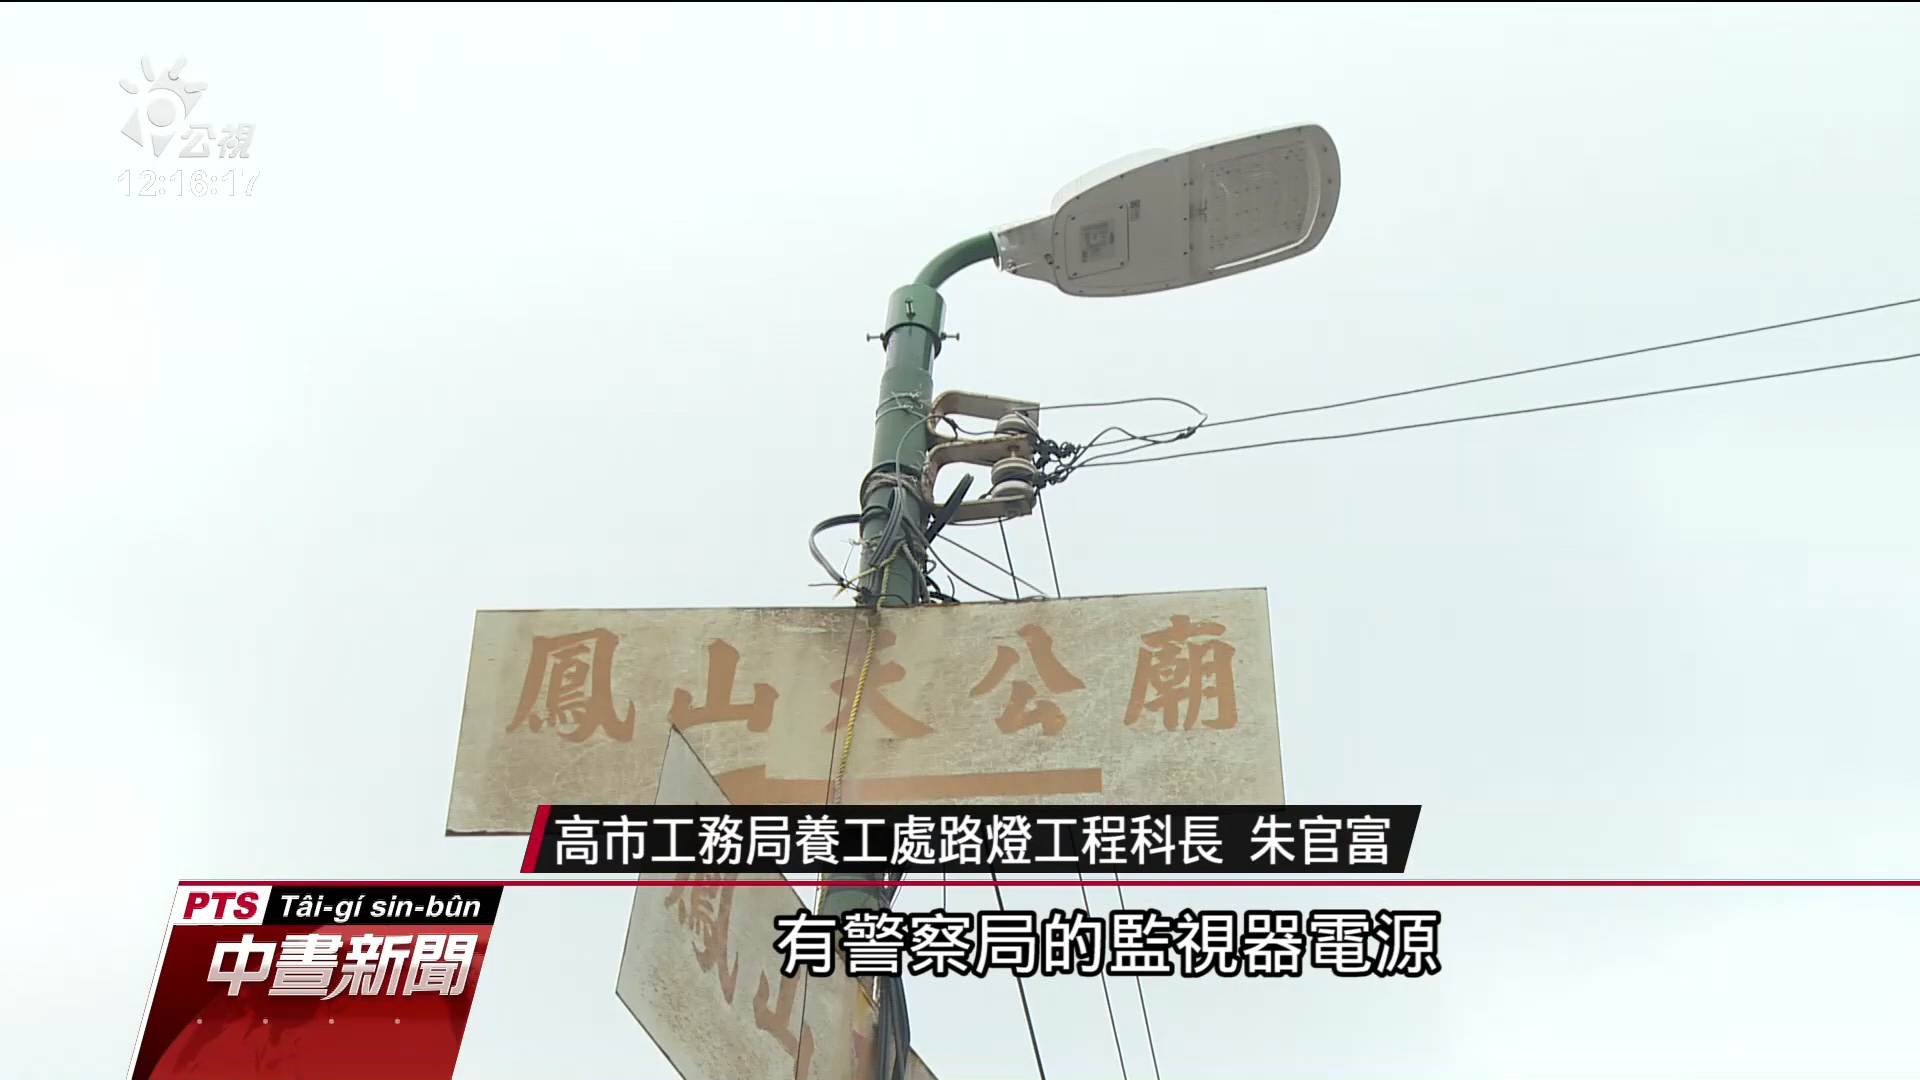 公視
12:16:17
鳳山天公廟
高市工務局養工處路燈工程科長 朱官富
PTS Tâi-gí sin-bûn
中晝新聞
有警察局的監視器電源
鳳山